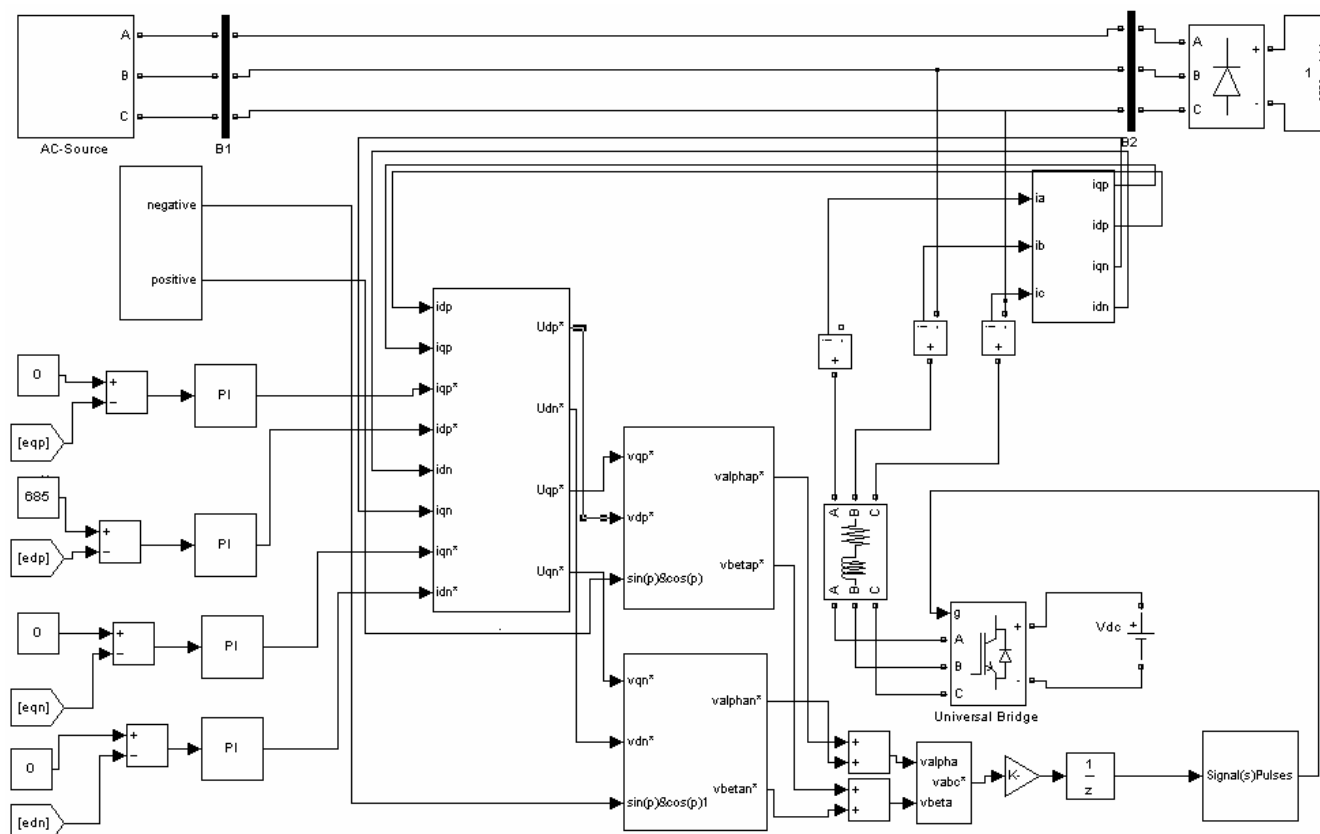 A
B
C
AC-Source
B1
B2
A
B
C
+
-
1
negative
positive
ia
ib
ic
iqp
idp
iqn
idn
idp
iqp
iqp*
idp*
idn
iqn
iqn*
idn*
Udp*
Udn*
Uqp*
Uqn*
0
[eqp]
+
−
PI
685
[edp]
+
−
PI
0
[eqn]
+
−
PI
0
[edn]
+
−
PI
vqp*
vdp*
sin(p)&cos(p)
valphap*
vbetap*
vqn*
vdn*
sin(p)&cos(p)1
valphan*
vbetan*
i
-
+
i
-
+
i
-
+
A B C
A B C
g
A
B
C
+
-
Universal Bridge
Vdc
+
+
+
+
+
valpha
vbeta
vabc*
K-
1
z
Signal(s)Pulses